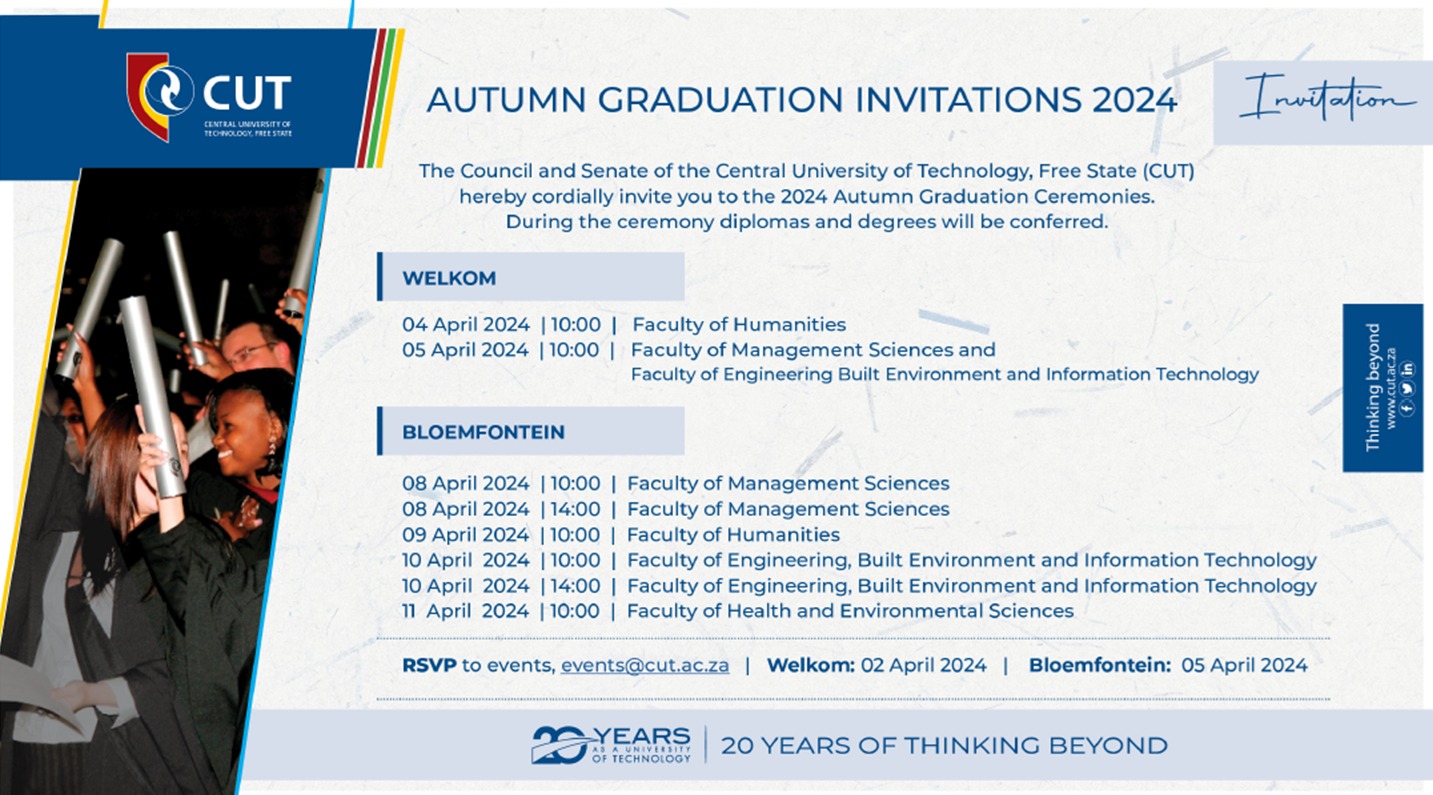 CUT
CENTRAL UNIVERSITY OF
TECHNOLOGY, FREE STATE
AUTUMN GRADUATION INVITATIONS 2024
Invitation
The Council and Senate of the Central University of Technology, Free State (CUT)
hereby cordially invite you to the 2024 Autumn Graduation Ceremonies.
During the ceremony diplomas and degrees will be conferred.
WELKOM
04 April 2024 | 10:00 | Faculty of Humanities
05 April 2024 | 10:00 | Faculty of Management Sciences and
Faculty of Engineering Built Environment and Information Technology
Thinking beyond
www.cut.ac.za
BLOEMFONTEIN
08 April 2024 | 10:00 | Faculty of Management Sciences
08 April 2024 | 14:00 | Faculty of Management Sciences
09 April 2024 | 10:00 | Faculty of Humanities
10 April 2024 | 10:00 | Faculty of Engineering, Built Environment and Information Technology
10 April 2024 | 14:00 | Faculty of Engineering, Built Environment and Information Technology
11 April 2024 | 10:00 | Faculty of Health and Environmental Sciences
RSVP to events, events@cut.ac.za | Welkom: 02 April 2024 | Bloemfontein: 05 April 2024
20 YEARS
AS A UNIVERSITY
OF TECHNOLOGY
20 YEARS OF THINKING BEYOND